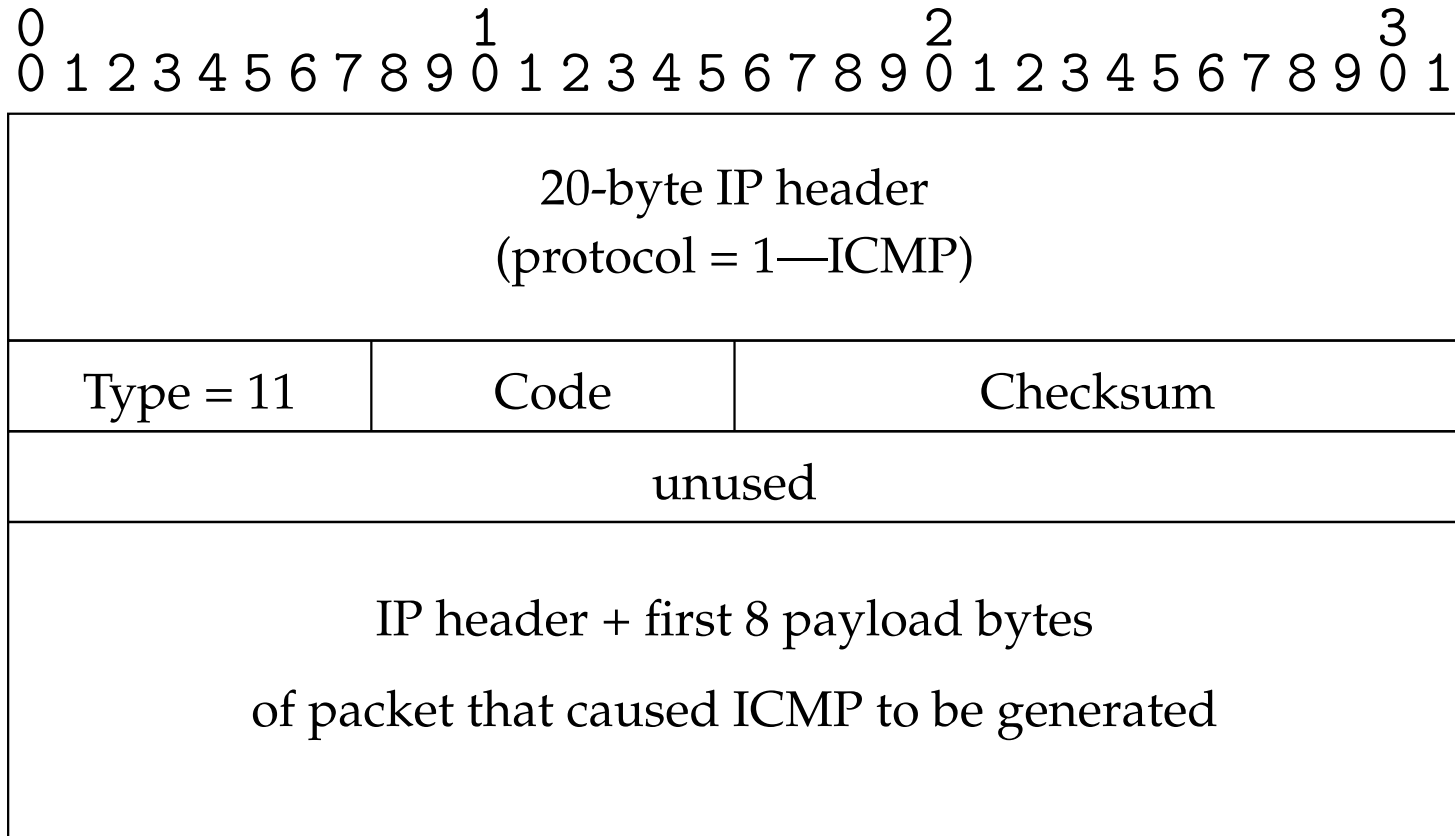 0 1 2 3
0 1 2 3 4 5 6 7 8 9 0 1 2 3 4 5 6 7 8 9 0 1 2 3 4 5 6 7 8 9 0 1
20-byte IP header
(protocol = 1—ICMP)
Type = 11 Code Checksum
unused
IP header + first 8 payload bytes
of packet that caused ICMP to be generated